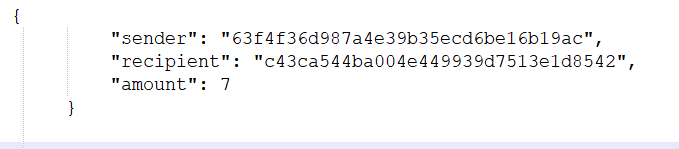 {
"sender": "63f4f36d987a4e39b35ecd6be16b19ac",
"recipient": "c43ca544ba004e449939d7513e1d8542",
"amount": 7
}